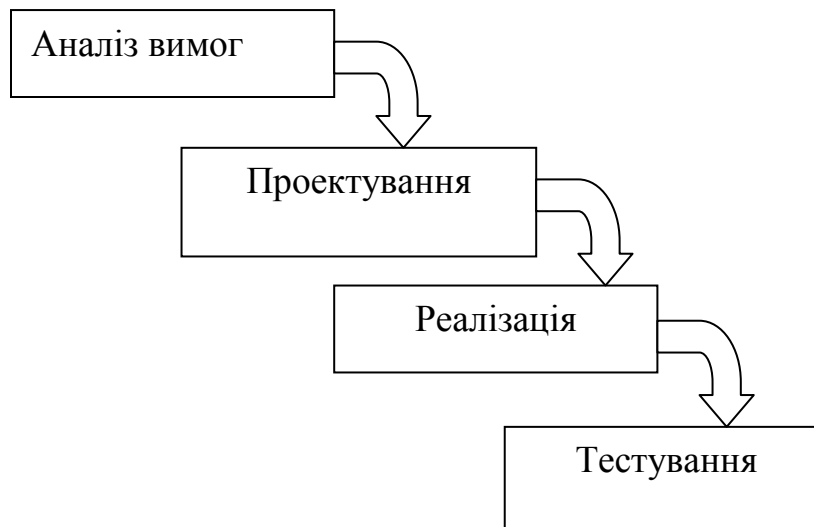 Аналіз вимог
Проектування
Реалізація
Тестування